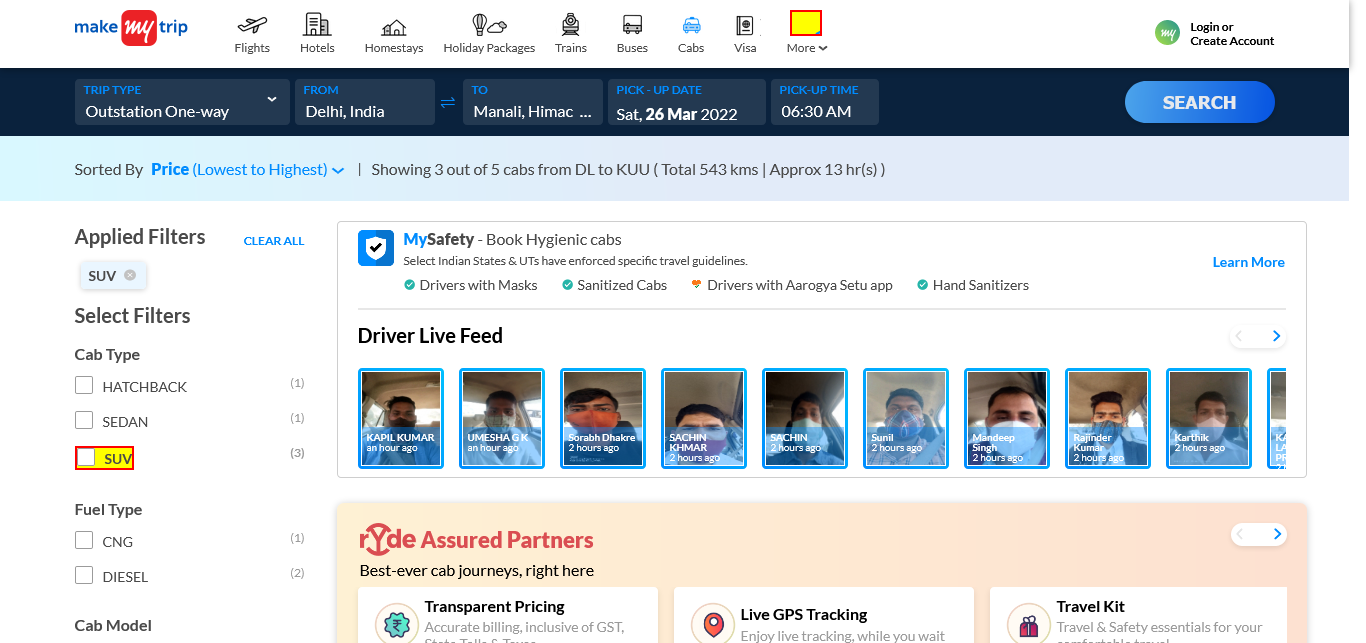 make my trip
Flights Hotels Homestays Holiday Packages Trains Buses Cabs Visa More
my Login or
Create Account
TRIP TYPE FROM TO PICK - UP DATE PICK-UP TIME
Outstation One-way Delhi, India Manali, Himac ... Sat, 26 Mar 2022 06:30 AM
SEARCH
Sorted By Price (Lowest to Highest) | Showing 3 out of 5 cabs from DL to KUU ( Total 543 kms | Approx 13 hr(s) )
Applied Filters CLEAR ALL
SUV
Select Filters
Cab Type
HATCHBACK (1)
SEDAN (1)
SUV (3)
Fuel Type
CNG (1)
DIESEL (2)
Cab Model
MySafety - Book Hygienic cabs
Select Indian States & UTs have enforced specific travel guidelines.
Learn More
Drivers with Masks Sanitized Cabs Drivers with Aarogya Setu app Hand Sanitizers
Driver Live Feed
KAPIL KUMAR
an hour ago
UMESHA G K
an hour ago
Sorabh Dhakre
2 hours ago
SACHIN
KHMAR
2 hours ago
SACHIN
2 hours ago
Sunil
2 hours ago
Mandeep
Singh
2 hours ago
Rajinder
Kumar
2 hours ago
Karthik
2 hours ago
rYde Assured Partners
Best-ever cab journeys, right here
Transparent Pricing
Accurate billing, inclusive of GST,
State Tolls & Taxes
Live GPS Tracking
Enjoy live tracking, while you wait
Travel Kit
Travel & Safety essentials for your
comfortable travel